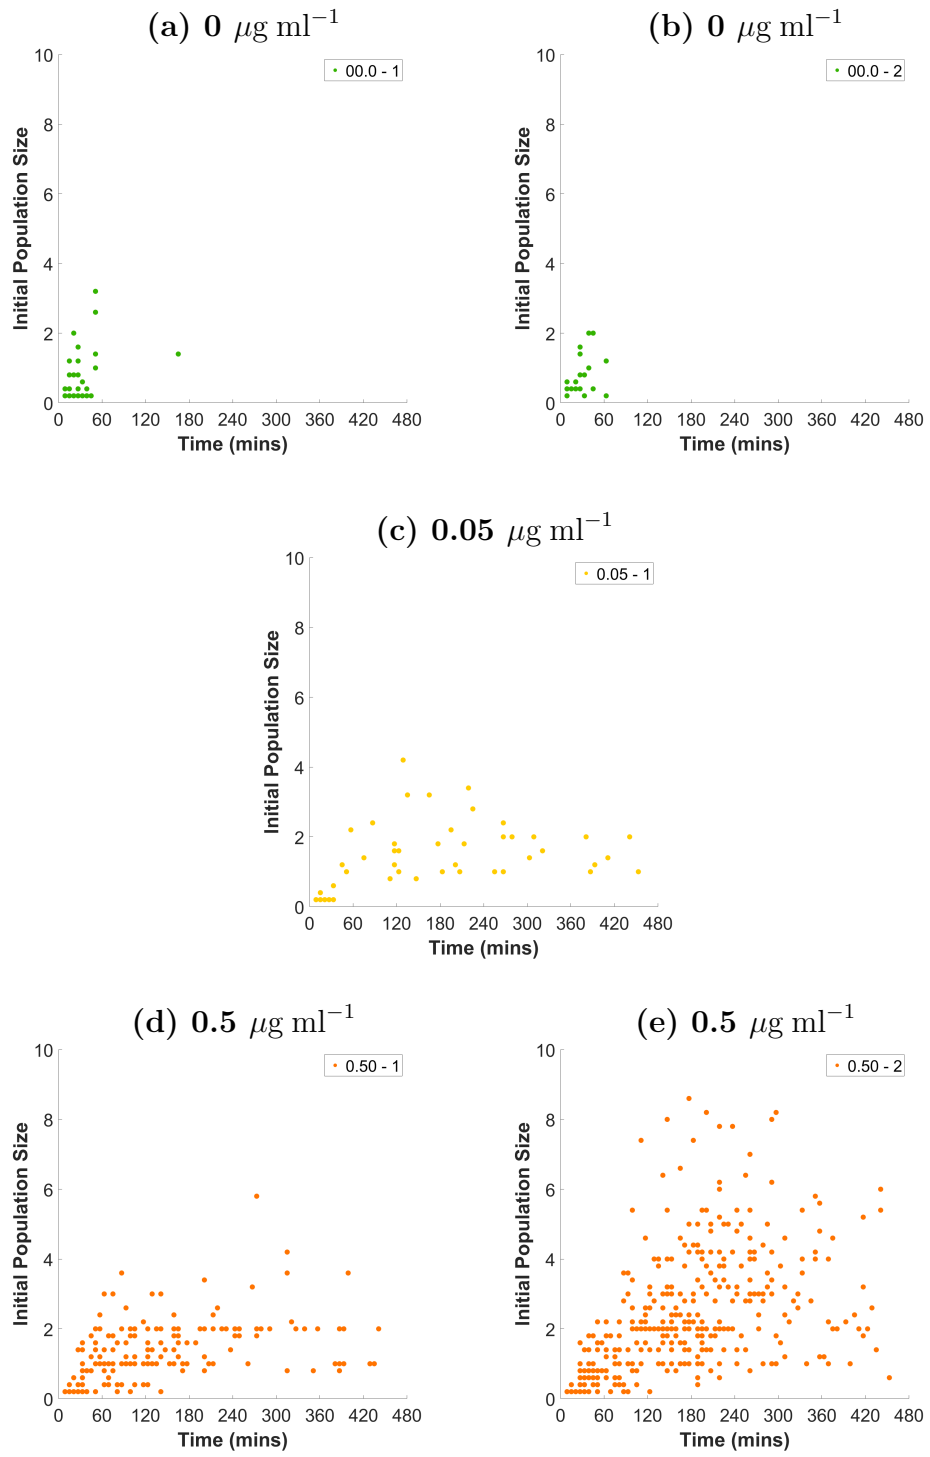 (a) 0 μg ml⁻¹
(b) 0 μg ml⁻¹
00.0 - 1
00.0 - 2
Initial Population Size
10
8
6
4
2
0
0 60 120 180 240 300 360 420 480
Time (mins)
Initial Population Size
10
8
6
4
2
0
0 60 120 180 240 300 360 420 480
Time (mins)
(c) 0.05 μg ml⁻¹
0.05 - 1
Initial Population Size
10
8
6
4
2
0
0 60 120 180 240 300 360 420 480
Time (mins)
(d) 0.5 μg ml⁻¹
(e) 0.5 μg ml⁻¹
0.50 - 1
0.50 - 2
Initial Population Size
10
8
6
4
2
0
0 60 120 180 240 300 360 420 480
Time (mins)
Initial Population Size
10
8
6
4
2
0
0 60 120 180 240 300 360 420 480
Time (mins)